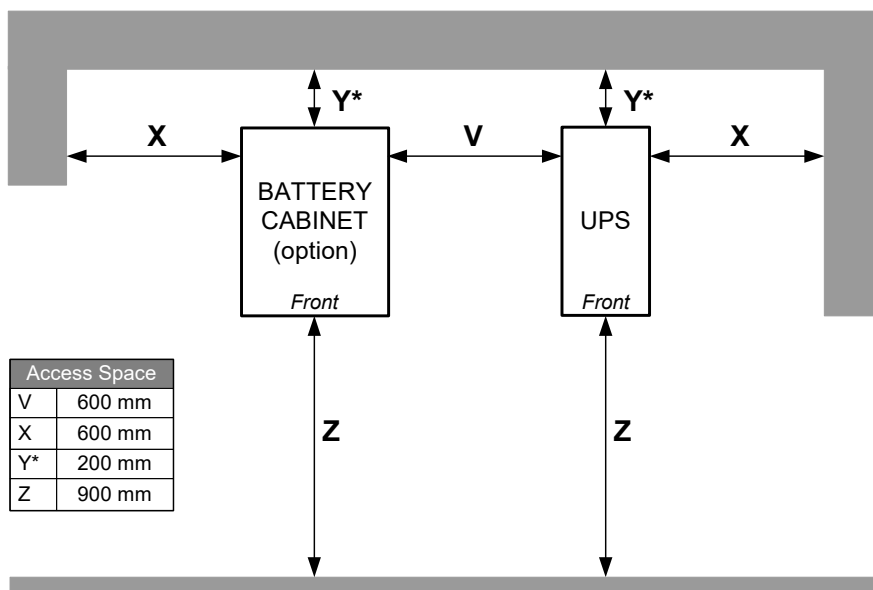 Y*
Y*
X
V
X
BATTERY
CABINET
(option)
Front
UPS
Front
Z
Z
Access Space
V 600 mm
X 600 mm
Y* 200 mm
Z 900 mm